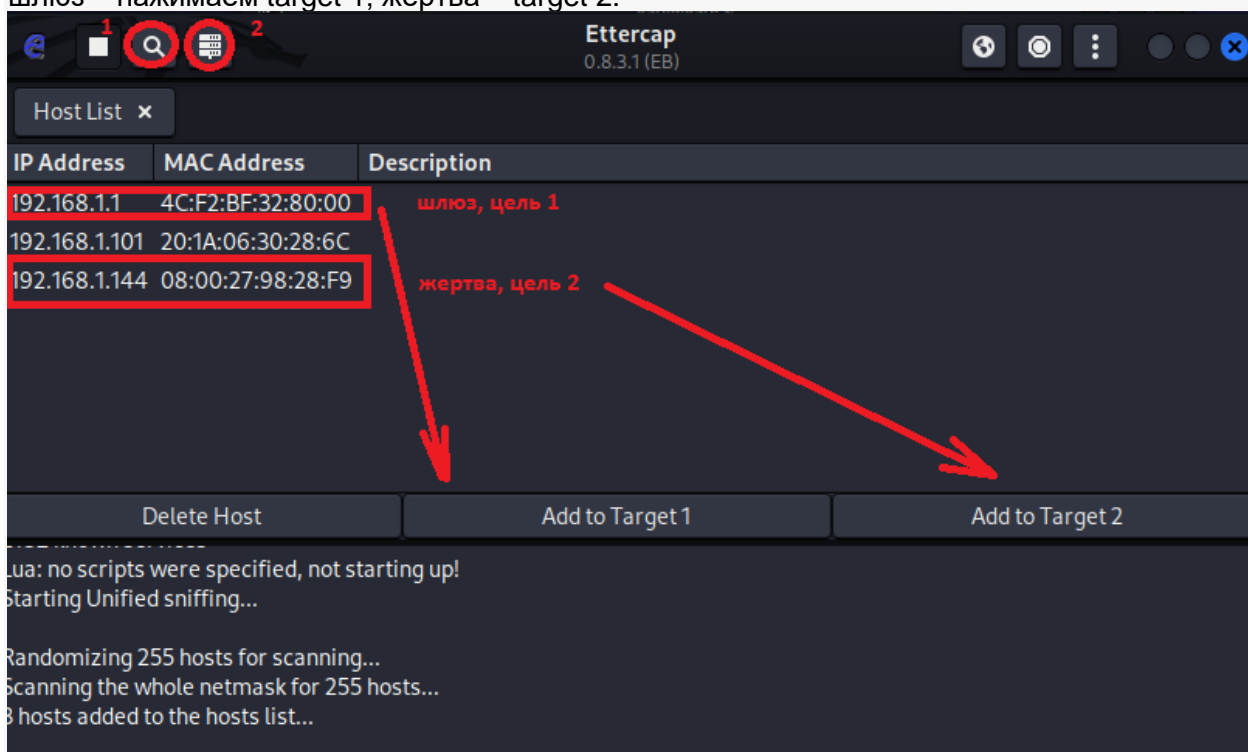 шлюз – нажимаем target 1, жертва – target 2.
1
2
Ettercap
0.8.3.1 (EB)
Host List ×
IP Address MAC Address Description
192.168.1.1 4C:F2:BF:32:80:00 шлюз, цель 1
192.168.1.101 20:1A:06:30:28:6C
192.168.1.144 08:00:27:98:28:F9 жертва, цель 2
Delete Host Add to Target 1 Add to Target 2
Lua: no scripts were specified, not starting up!
Starting Unified sniffing...
Randomizing 255 hosts for scanning...
Scanning the whole netmask for 255 hosts...
3 hosts added to the hosts list...